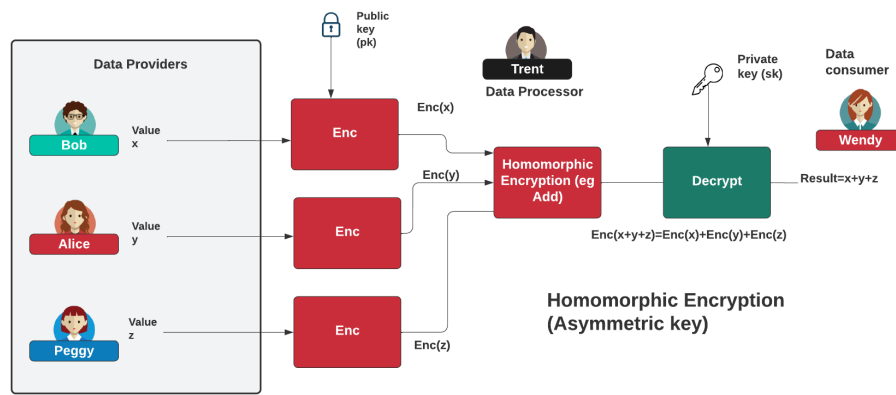 Public
key
(pk)
Data Providers
Trent
Data Processor
Private
key (sk)
Data
consumer
Bob
Value
x
Enc
Enc(x)
Homomorphic
Encryption (eg
Add)
Decrypt
Wendy
Result=x+y+z
Enc(y)
Alice
Value
y
Enc
Enc(x+y+z)=Enc(x)+Enc(y)+Enc(z)
Peggy
Value
z
Enc
Enc(z)
Homomorphic Encryption
(Asymmetric key)